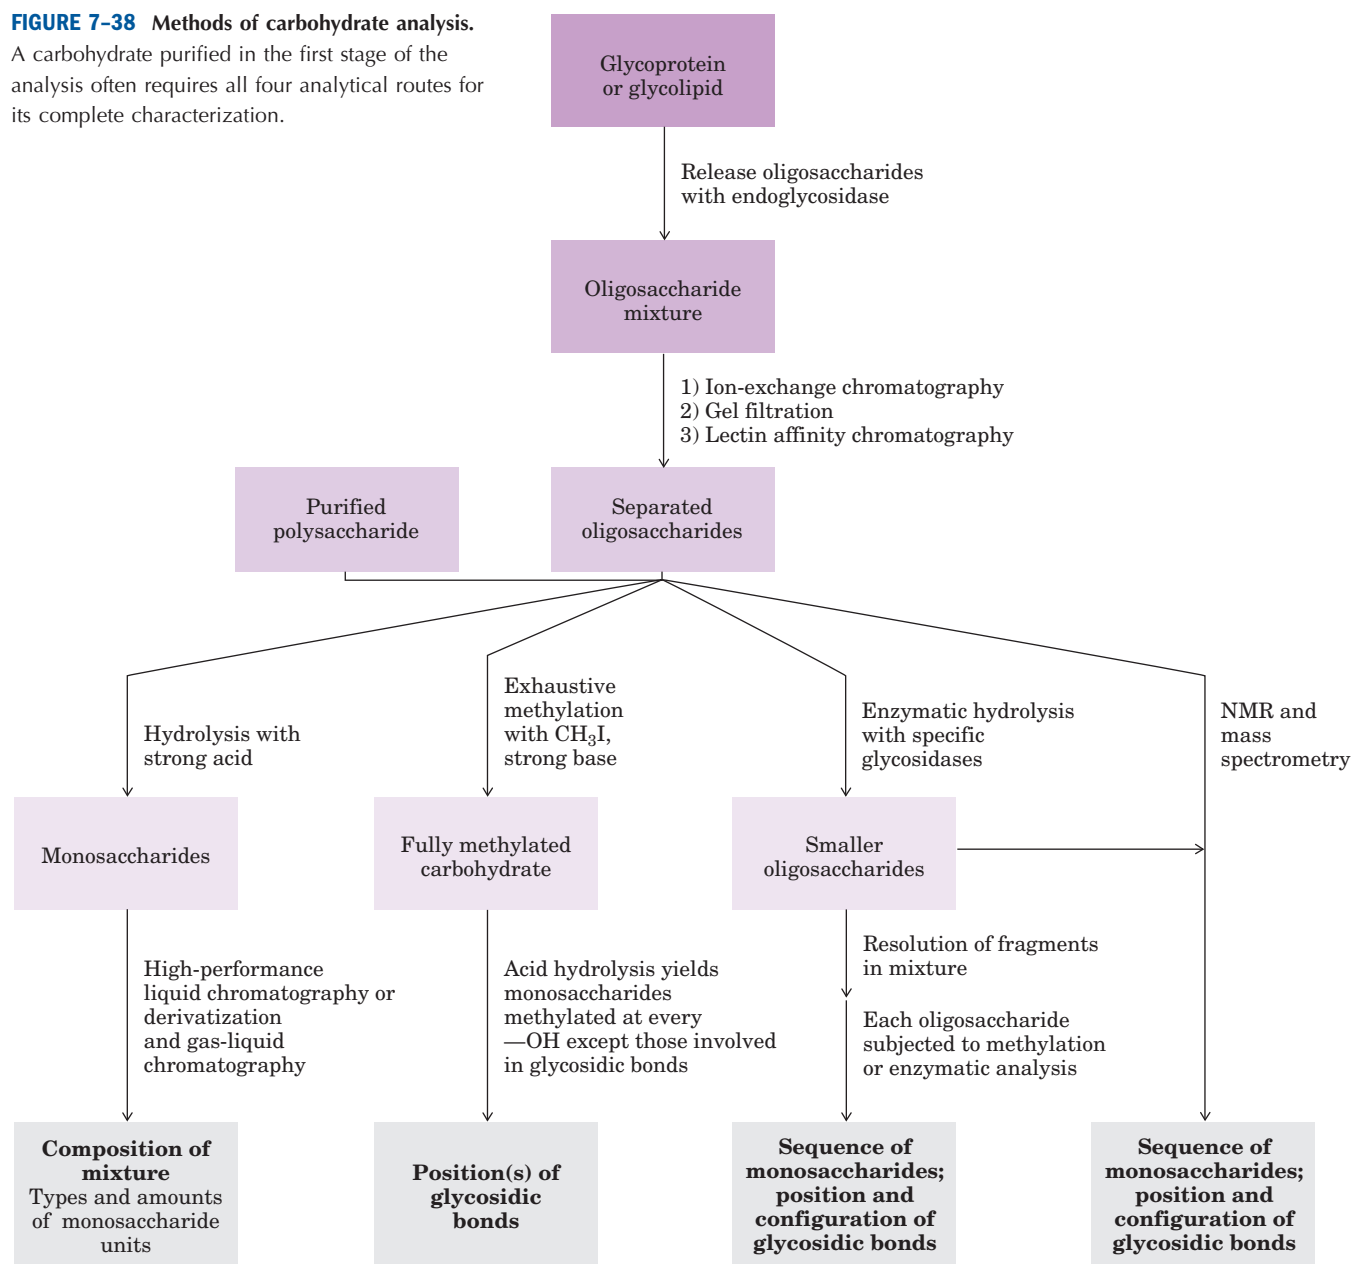 FIGURE 7–38 Methods of carbohydrate analysis.
A carbohydrate purified in the first stage of the
analysis often requires all four analytical routes for
its complete characterization.
Glycoprotein
or glycolipid
Release oligosaccharides
with endoglycosidase
Oligosaccharide
mixture
1) Ion-exchange chromatography
2) Gel filtration
3) Lectin affinity chromatography
Purified
polysaccharide
Separated
oligosaccharides
Hydrolysis with
strong acid
Exhaustive
methylation
with CH₃I,
strong base
Enzymatic hydrolysis
with specific
glycosidases
NMR and
mass
spectrometry
Monosaccharides
Fully methylated
carbohydrate
Smaller
oligosaccharides
High-performance
liquid chromatography or
derivatization
and gas-liquid
chromatography
Acid hydrolysis yields
monosaccharides
methylated at every
—OH except those involved
in glycosidic bonds
Resolution of fragments
in mixture
Each oligosaccharide
subjected to methylation
or enzymatic analysis
Composition of
mixture
Types and amounts
of monosaccharide
units
Position(s) of
glycosidic
bonds
Sequence of
monosaccharides;
position and
configuration of
glycosidic bonds
Sequence of
monosaccharides;
position and
configuration of
glycosidic bonds